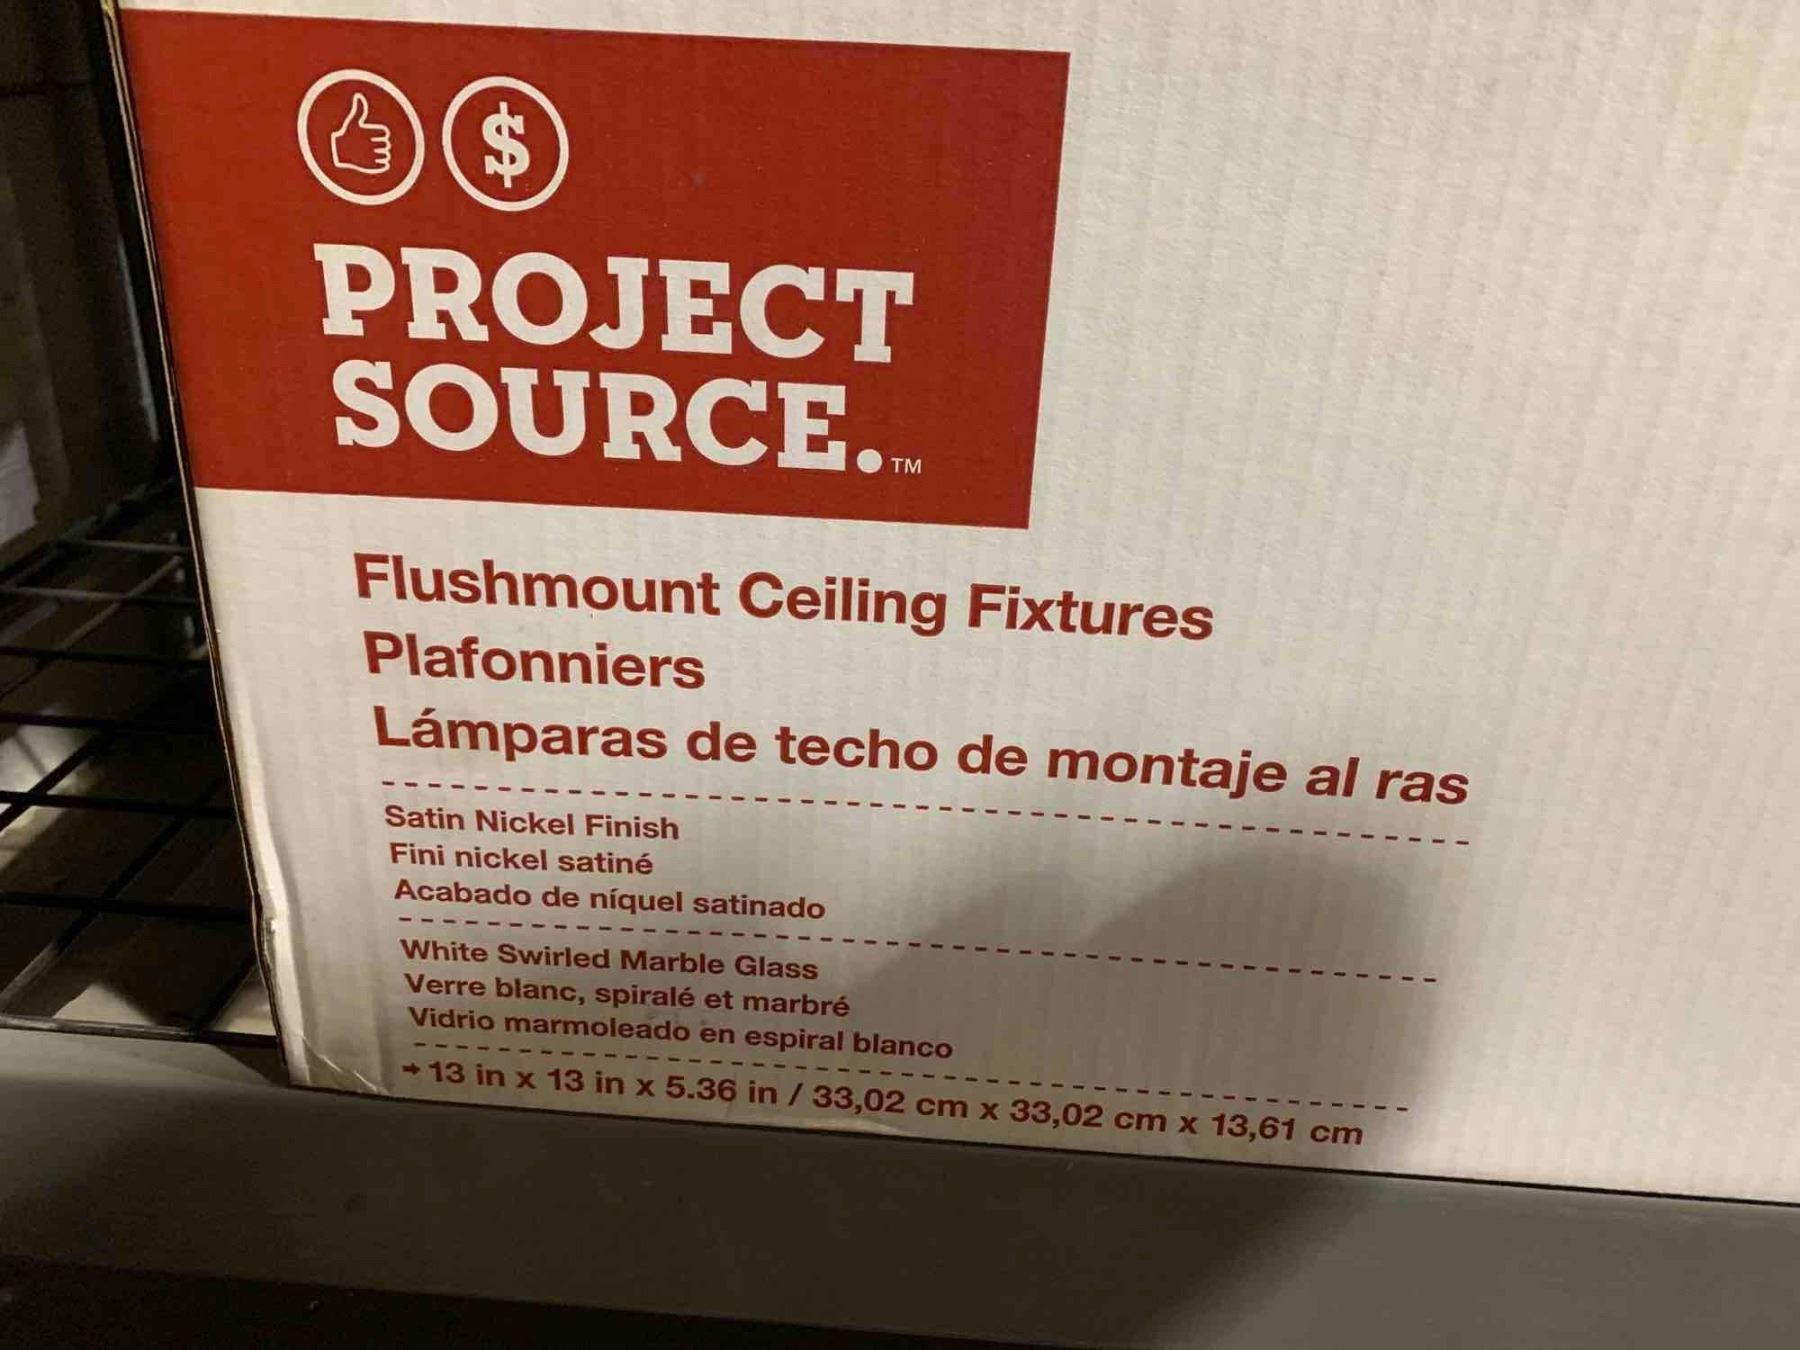 $
PROJECT
SOURCE.™
Flushmount Ceiling Fixtures
Plafonniers
Lámparas de techo de montaje al ras
Satin Nickel Finish
Fini nickel satiné
Acabado de níquel satinado
White Swirled Marble Glass
Verre blanc, spiralé et marbré
Vidrio marmoleado en espiral blanco
➔13 in x 13 in x 5.36 in / 33,02 cm x 33,02 cm x 13,61 cm